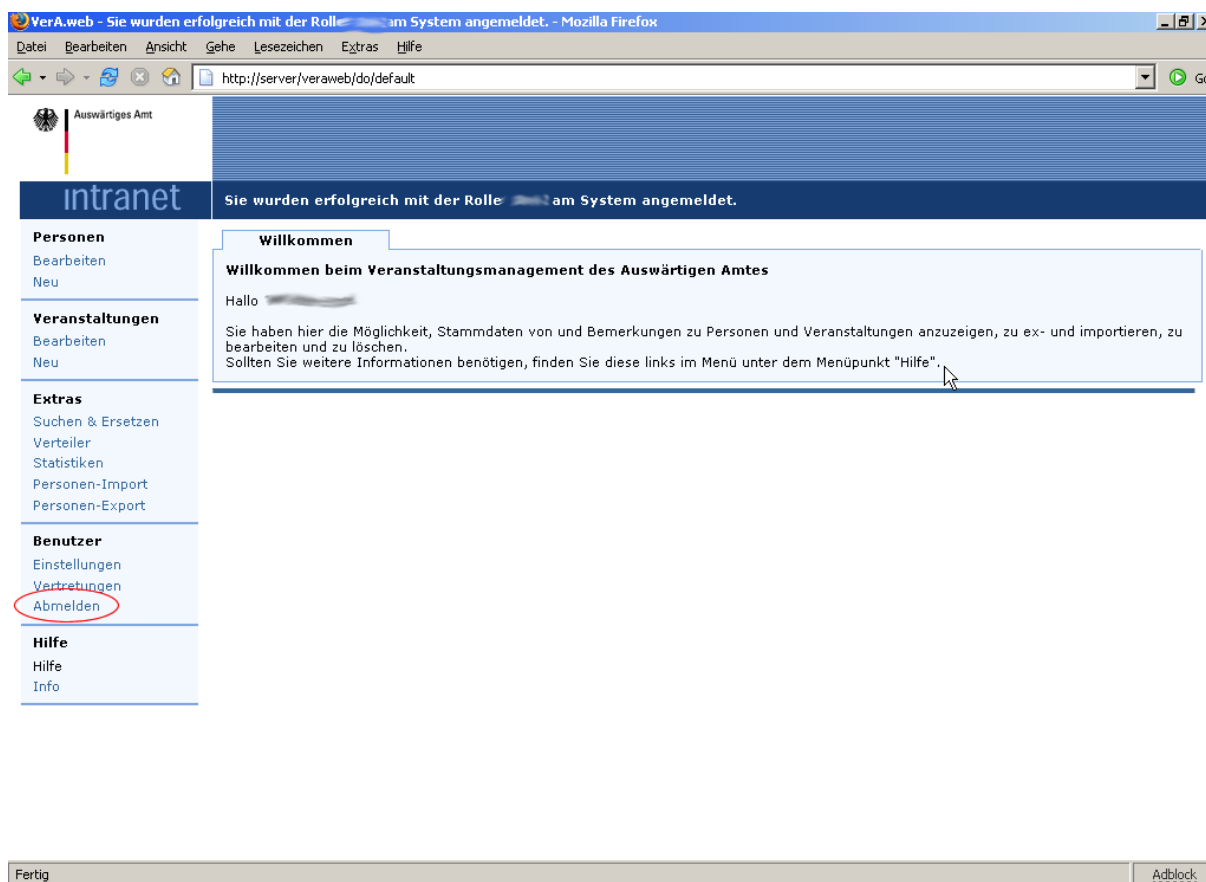 VerA.web - Sie wurden erfolgreich mit der Rolle am System angemeldet. - Mozilla Firefox
Datei Bearbeiten Ansicht Gehe Lesezeichen Extras Hilfe
http://server/veraweb/do/default
Auswärtiges Amt
intranet
Sie wurden erfolgreich mit der Rolle am System angemeldet.
Personen
Bearbeiten
Neu
Veranstaltungen
Bearbeiten
Neu
Extras
Suchen & Ersetzen
Verteiler
Statistiken
Personen-Import
Personen-Export
Benutzer
Einstellungen
Vertretungen
Abmelden
Hilfe
Hilfe
Info
Willkommen
Willkommen beim Veranstaltungsmanagement des Auswärtigen Amtes
Hallo
Sie haben hier die Möglichkeit, Stammdaten von und Bemerkungen zu Personen und Veranstaltungen anzuzeigen, zu ex- und importieren, zu
bearbeiten und zu löschen.
Sollten Sie weitere Informationen benötigen, finden Sie diese links im Menü unter dem Menüpunkt "Hilfe".
Fertig
Adblock